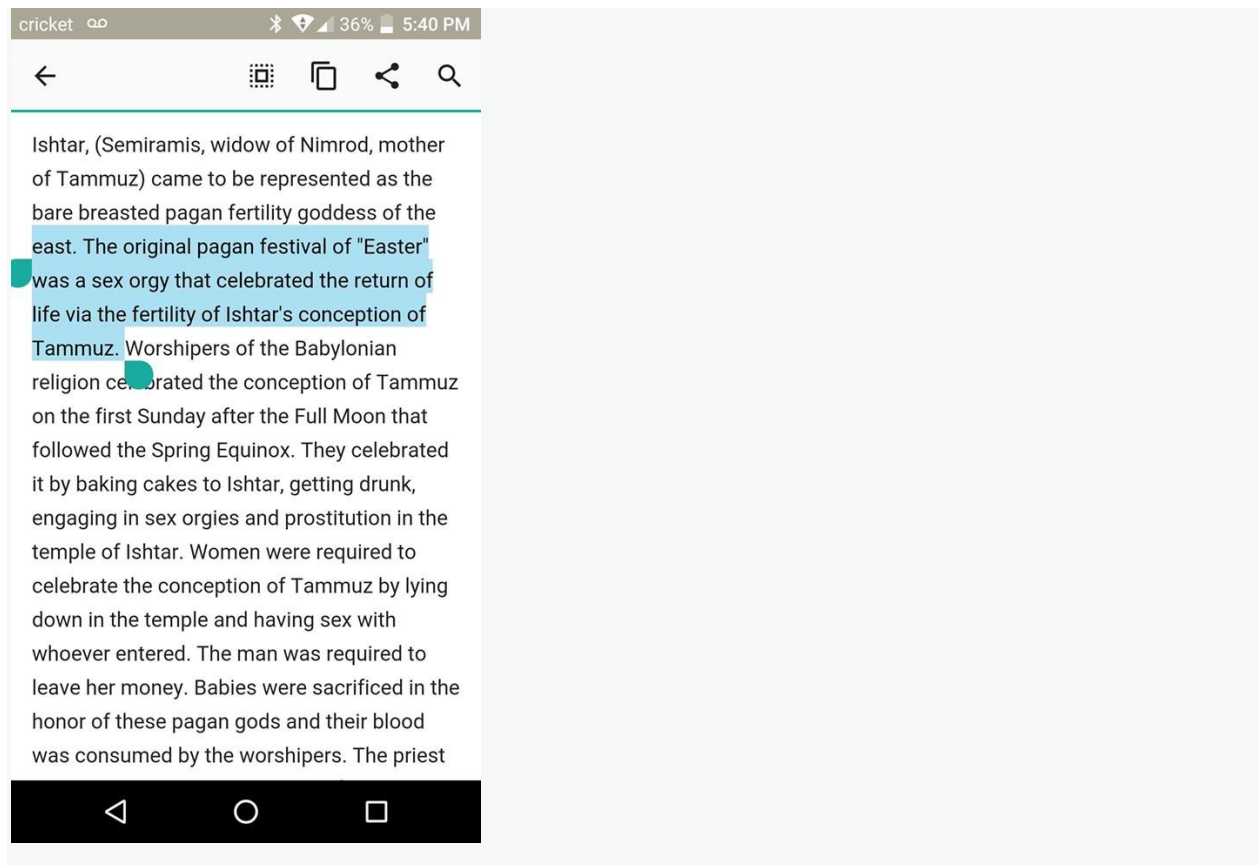 cricket 36% 5:40 PM
Ishtar, (Semiramis, widow of Nimrod, mother
of Tammuz) came to be represented as the
bare breasted pagan fertility goddess of the
east. The original pagan festival of "Easter"
was a sex orgy that celebrated the return of
life via the fertility of Ishtar's conception of
Tammuz. Worshipers of the Babylonian
religion celebrated the conception of Tammuz
on the first Sunday after the Full Moon that
followed the Spring Equinox. They celebrated
it by baking cakes to Ishtar, getting drunk,
engaging in sex orgies and prostitution in the
temple of Ishtar. Women were required to
celebrate the conception of Tammuz by lying
down in the temple and having sex with
whoever entered. The man was required to
leave her money. Babies were sacrificed in the
honor of these pagan gods and their blood
was consumed by the worshipers. The priest